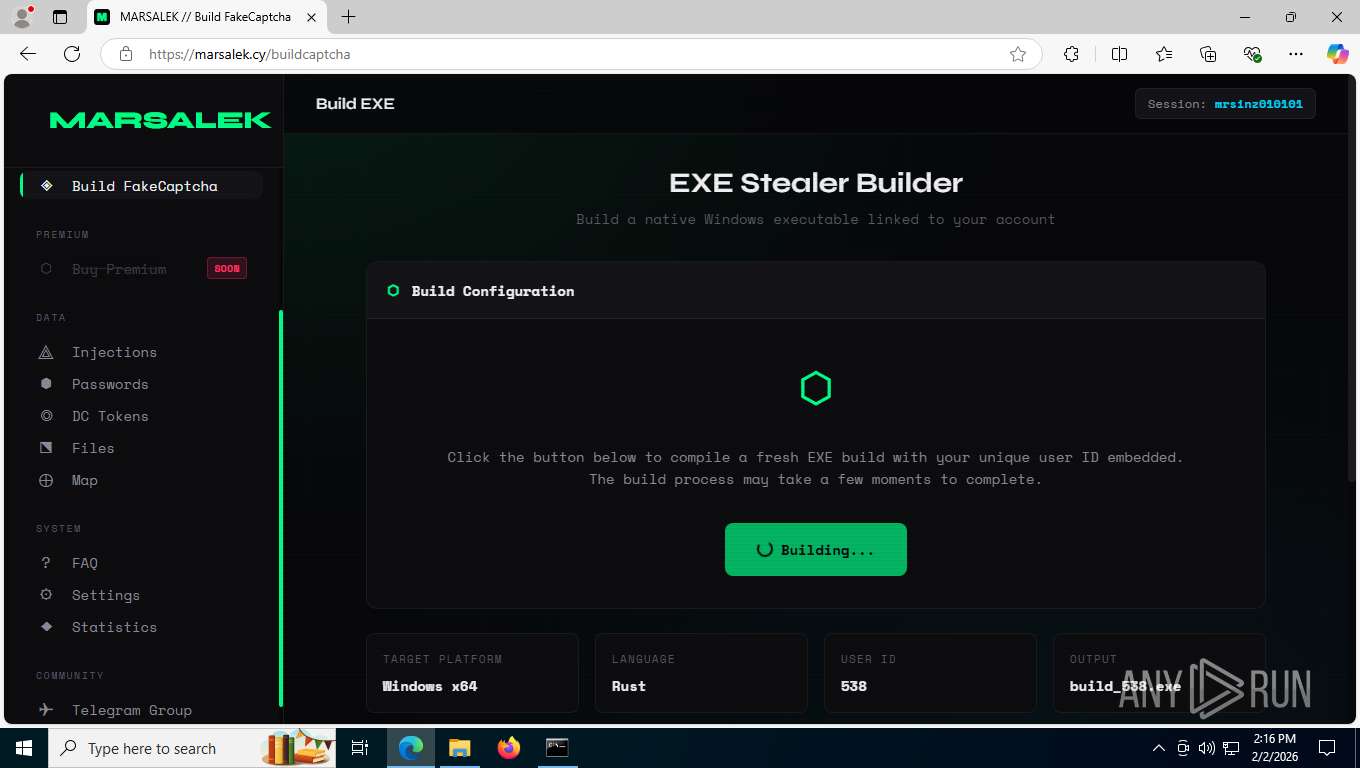 MARSALEK // Build FakeCaptcha
https://marsalek.cy/buildcaptcha
MARSALEK
Build EXE
Session: mrsinz010101
Build FakeCaptcha
PREMIUM
Buy Premium
SOON
DATA
Injections
Passwords
DC Tokens
Files
Map
SYSTEM
FAQ
Settings
Statistics
COMMUNITY
Telegram Group
EXE Stealer Builder
Build a native Windows executable linked to your account
Build Configuration
Click the button below to compile a fresh EXE build with your unique user ID embedded.
The build process may take a few moments to complete.
Building...
TARGET PLATFORM
Windows x64
LANGUAGE
Rust
USER ID
538
OUTPUT
build_538.exe
ANY RUN
Type here to search
2:16 PM
2/2/2026